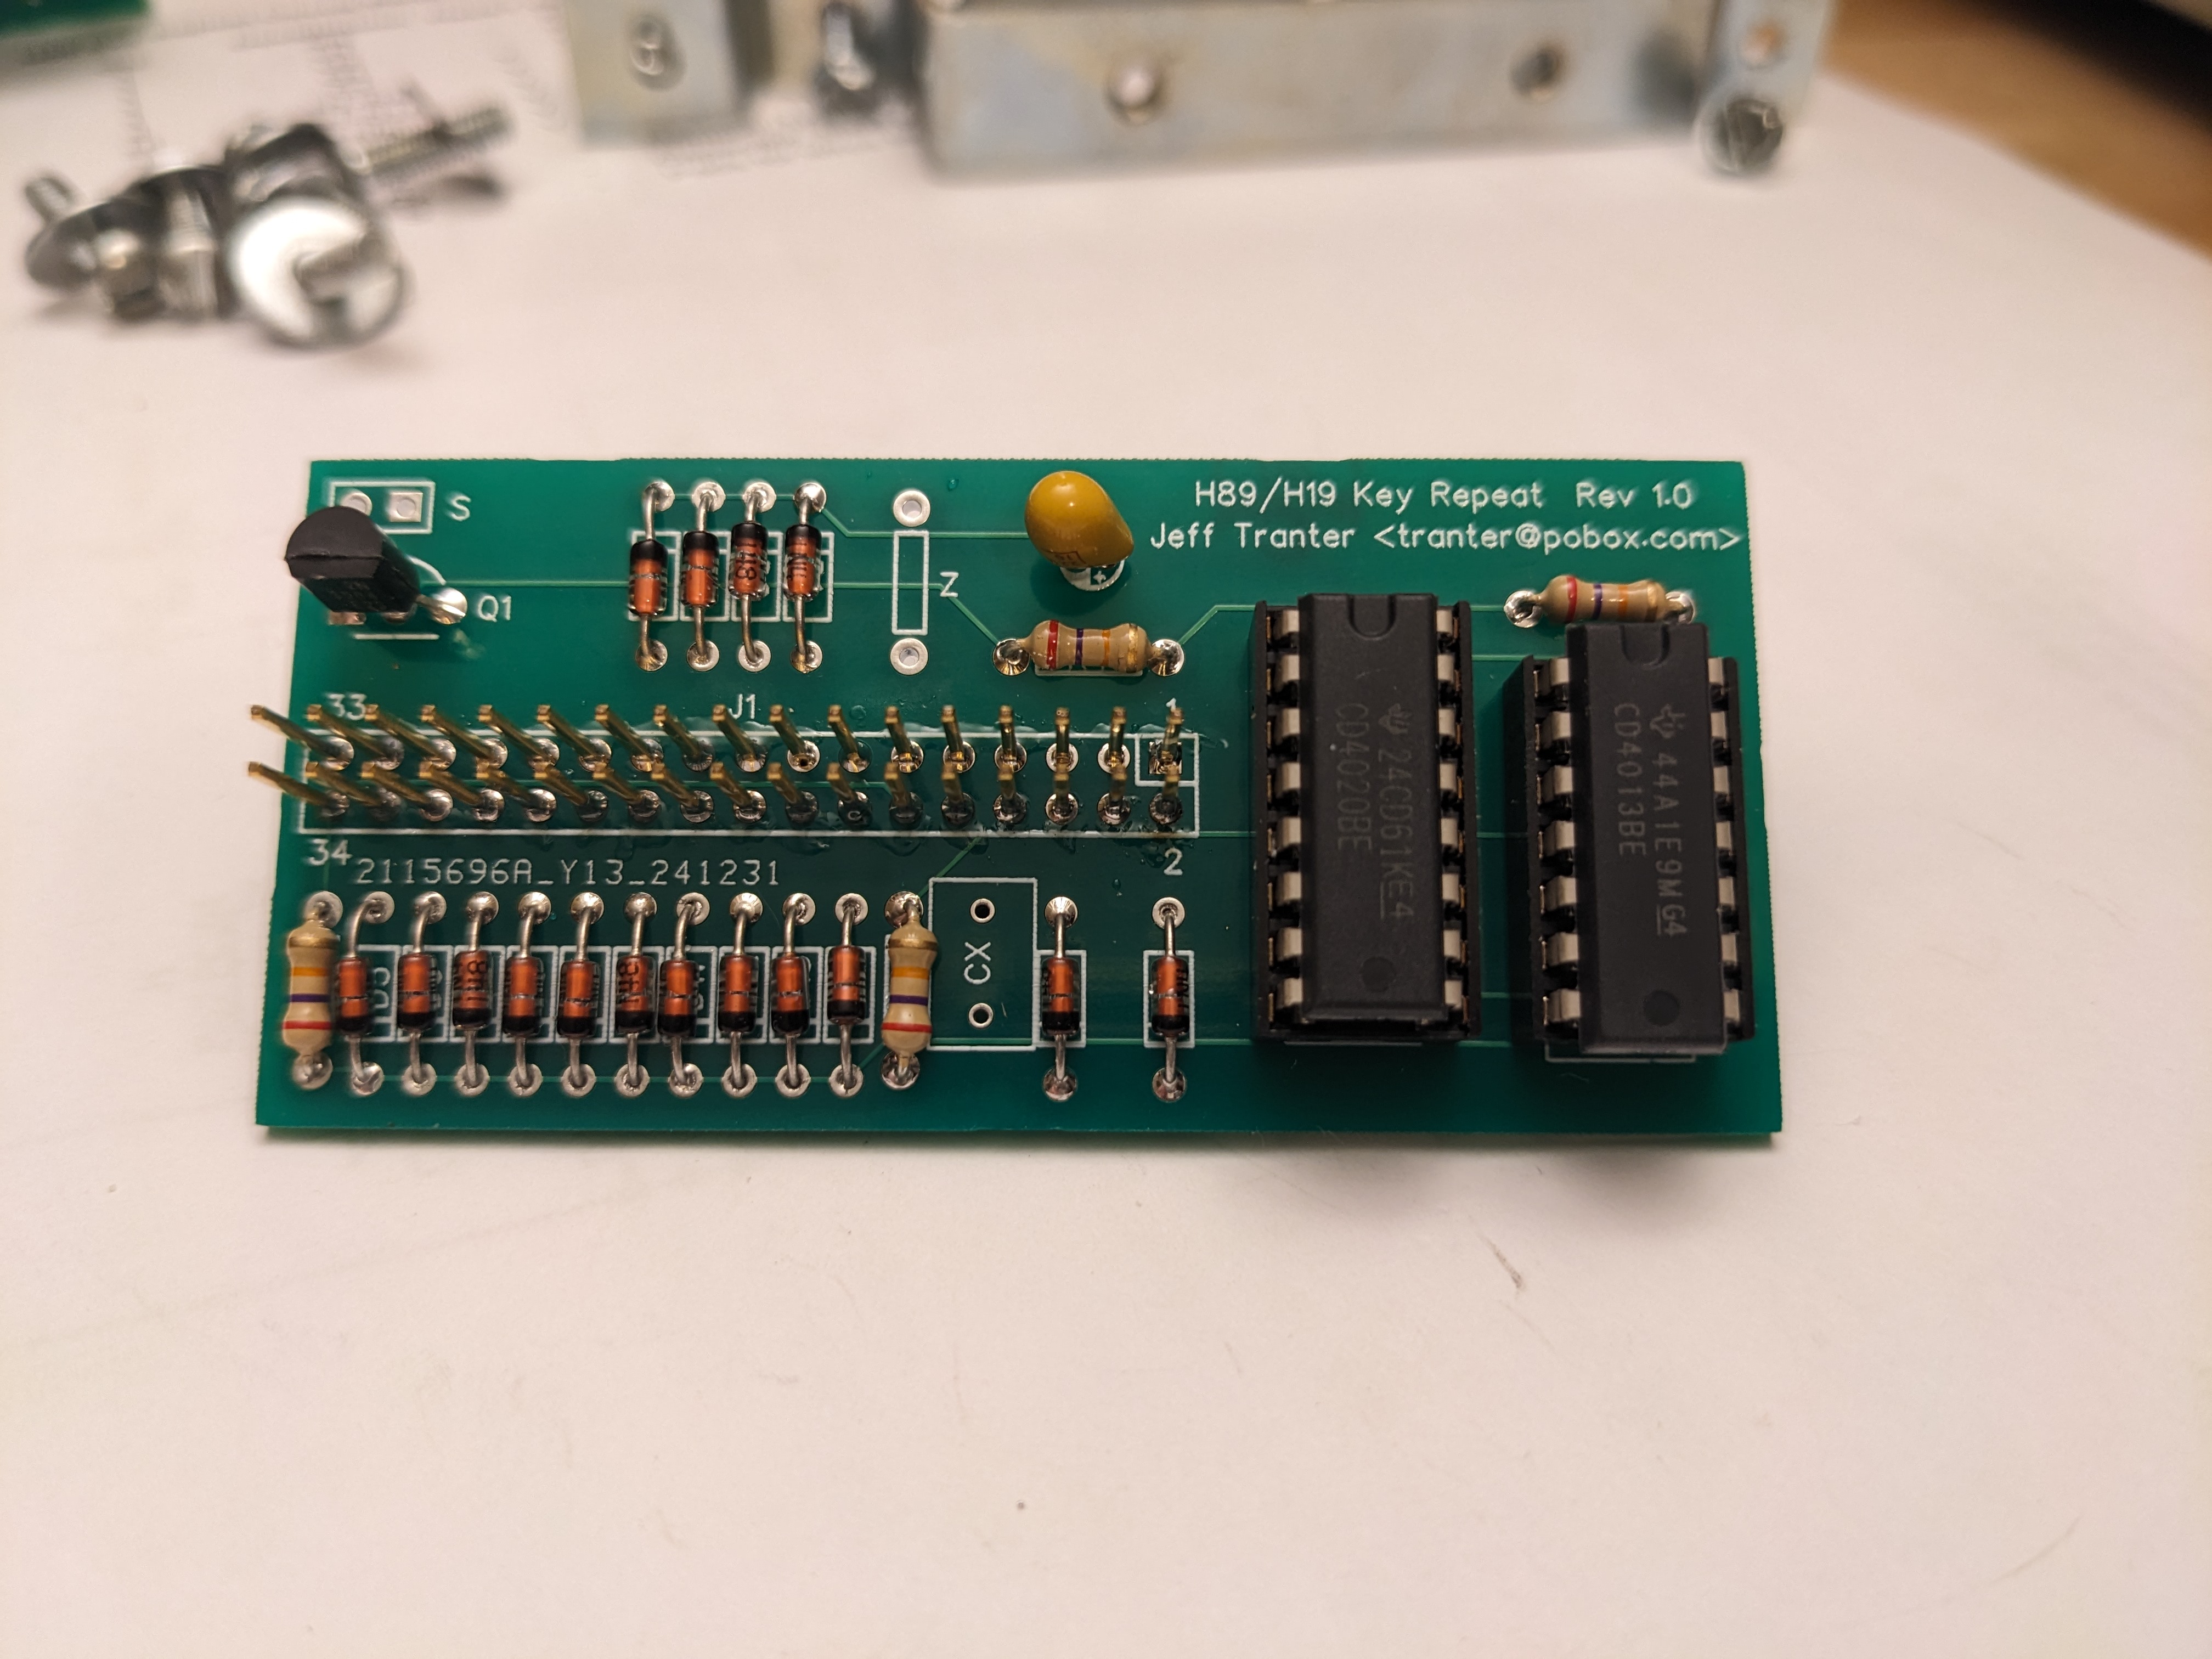 H89/H19 Key Repeat Rev 1.0
Jeff Tranter <tranter@pobox.com>
S
Q1
Z
+
33
J1
1
34
2
2115696A_Y13_241231
CX
24CD61KE4
CD4020BE
44A1E9MG4
CD4013BE